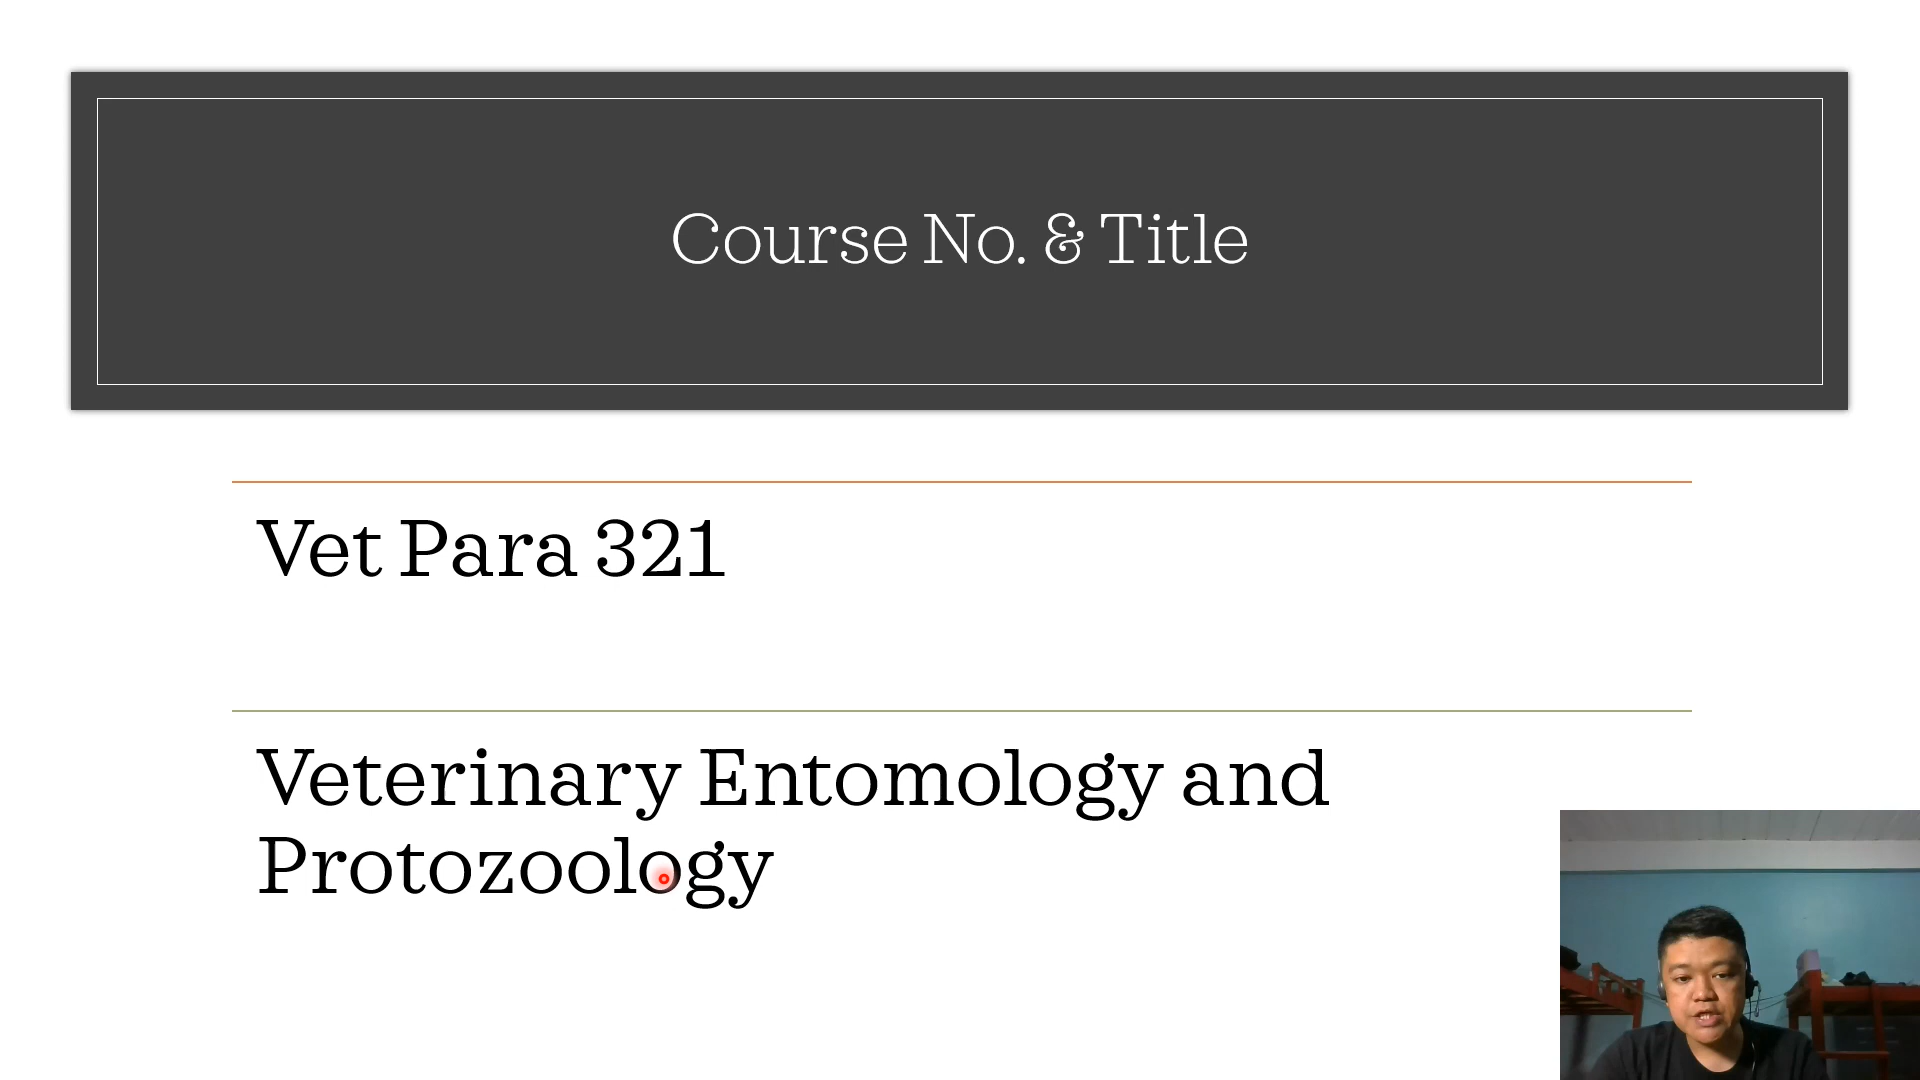 Course No. & Title
Vet Para 321
Veterinary Entomology and
Protozoology